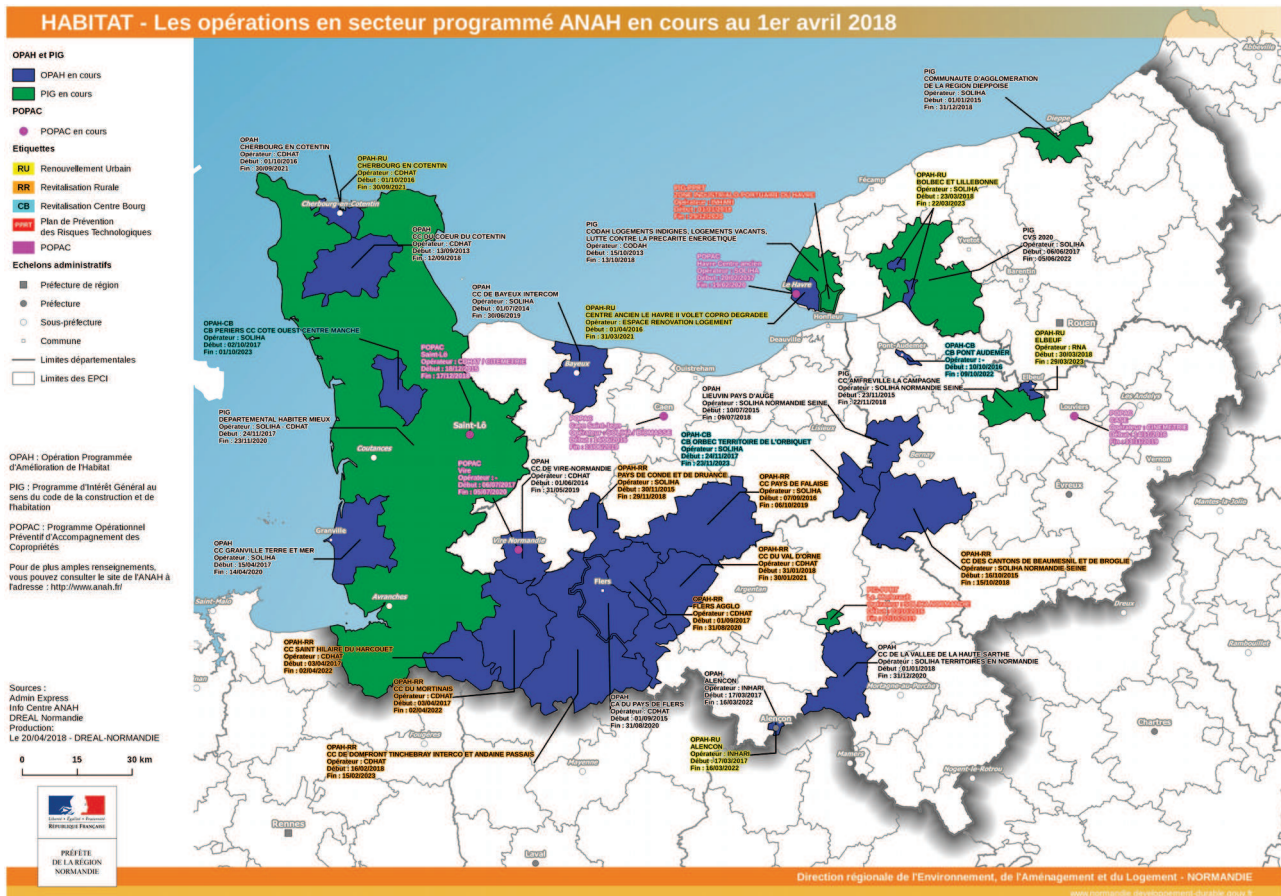 HABITAT - Les opérations en secteur programmé ANAH en cours au 1er avril 2018
OPAH et PIG
OPAH en cours
PIG en cours
POPAC
POPAC en cours
Etiquettes
RU Renouvellement Urbain
RR Revitalisation Rurale
CB Revitalisation Centre Bourg
PPRT Plan de Prévention
des Risques Technologiques
POPAC
Echelons administratifs
Préfecture de région
Préfecture
Sous-préfecture
Commune
Limites départementales
Limites des EPCI
OPAH : Opération Programmée
d'Amélioration de l'Habitat
PIG : Programme d'Intérêt Général au
sens du code de la construction et de
l'habitation
POPAC : Programme Opérationnel
Préventif d'Accompagnement des
Copropriétés
Pour de plus amples renseignements,
vous pouvez consulter le site de l'ANAH à
l'adresse : http://www.anah.fr/
Sources :
Admin Express
Info Centre ANAH
DREAL Normandie
Production:
Le 20/04/2018 - DREAL-NORMANDIE
0 15 30 km
Liberté • Égalité • Fraternité
RÉPUBLIQUE FRANÇAISE
PRÉFÈTE
DE LA RÉGION
NORMANDIE
OPAH
CHERBOURG EN COTENTIN
Opérateur : CDHAT
Début : 01/10/2016
Fin : 30/09/2021
OPAH-RU
CHERBOURG EN COTENTIN
Opérateur : CDHAT
Début : 01/10/2016
Fin : 30/09/2021
Cherbourg-en-Cotentin
OPAH
CC DU COEUR DU COTENTIN
Opérateur : CDHAT
Début : 13/09/2013
Fin : 12/09/2018
OPAH
CC DE BAYEUX INTERCOM
Opérateur : SOLIHA
Début : 01/07/2014
Fin : 30/06/2019
Bayeux
OPAH-CB
CB PERIERS CC COTE OUEST CENTRE MANCHE
Opérateur : SOLIHA
Début : 02/10/2017
Fin : 01/10/2023
POPAC
Saint-Lô
Saint-Lô
PIG
DEPARTEMENTAL HABITER MIEUX
Opérateur : SOLIHA - CDHAT
Début : 24/11/2017
Fin : 23/11/2020
Coutances
POPAC
Vire
Opérateur : -
Début : 06/07/2017
Fin : 05/07/2020
OPAH
CC DE VIRE-NORMANDIE
Opérateur : CDHAT
Début : 01/06/2014
Fin : 31/05/2019
Vire Normandie
Granville
OPAH
CC GRANVILLE TERRE ET MER
Opérateur : SOLIHA
Début : 15/04/2017
Fin : 14/04/2020
Avranches
Saint-Malo
OPAH-RR
CC SAINT HILAIRE DU HARCOUET
Opérateur : CDHAT
Début : 03/04/2017
Fin : 02/04/2022
OPAH-RR
CC DU MORTINAIS
Opérateur : CDHAT
Début : 03/04/2017
Fin : 02/04/2022
OPAH-RR
CC DE DOMFRONT TINCHEBRAY INTERCO ET ANDAINE PASSAIS
Opérateur : CDHAT
Début : 16/02/2018
Fin : 15/02/2023
OPAH
CA DU PAYS DE FLERS
Opérateur : CDHAT
Début : 01/09/2015
Fin : 31/08/2020
Flers
OPAH-RR
FLERS AGGLO
Opérateur : CDHAT
Début : 01/09/2017
Fin : 31/08/2020
OPAH-RR
CC DU VAL D'ORNE
Opérateur : CDHAT
Début : 31/01/2018
Fin : 30/01/2021
Argentan
OPAH-RR
PAYS DE CONDE ET DE DRUANCE
Opérateur : SOLIHA
Début : 30/11/2015
Fin : 29/11/2018
OPAH-RR
CC PAYS DE FALAISE
Opérateur : SOLIHA
Début : 07/09/2016
Fin : 06/10/2019
OPAH-CB
CB ORBEC TERRITOIRE DE L'ORBIQUET
Opérateur : SOLIHA
Début : 24/11/2017
Fin : 23/11/2023
OPAH
LIEUVIN PAYS D'AUGE
Opérateur : SOLIHA
Début : 10/07/2015
Fin : 09/07/2018
POPAC
Caen
Ouistreham
Lisieux
Deauville
Honfleur
PIG
CODAH LOGEMENTS INDIGNES, LOGEMENTS VACANTS,
LUTTE CONTRE LA PRECARITE ENERGETIQUE
Opérateur : CODAH
Début : 15/10/2013
Fin : 13/10/2018
POPAC
Le Havre
OPAH-RU
CENTRE ANCIEN LE HAVRE II VOLET COPRO DEGRADEE
Opérateur : ESPACE RENOVATION LOGEMENT
Début : 01/04/2016
Fin : 31/03/2021
Fécamp
OPAH-RU
BOLBEC ET LILLEBONNE
Opérateur : SOLIHA
Début : 23/03/2018
Fin : 22/03/2023
PIG
COMMUNAUTE D'AGGLOMERATION
DE LA REGION DIEPPOISE
Opérateur : SOLIHA
Début : 01/01/2015
Fin : 31/12/2018
Dieppe
Abbeville
PIG
CVS 2020
Opérateur : SOLIHA
Début : 06/06/2017
Fin : 05/06/2022
Yvetot
Barentin
Rouen
OPAH-RU
ELBEUF
Opérateur : RNA
Début : 30/03/2018
Fin : 29/03/2023
Elbeuf
Pont-Audemer
OPAH-CB
CB PONT AUDEMER
Opérateur : -
Début : 10/10/2016
Fin : 09/10/2022
PIG
CC AMFREVILLE LA CAMPAGNE
Opérateur : SOLIHA NORMANDIE SEINE
Début : 23/11/2015
Fin : 22/11/2018
Les Andelys
Louviers
POPAC
CASE
Vernon
Bernay
Évreux
Mantes-la-Jolie
OPAH-RR
CC DES CANTONS DE BEAUMESNIL ET DE BROGLIE
Opérateur : SOLIHA NORMANDIE SEINE
Début : 16/10/2015
Fin : 15/10/2018
Dreux
Rambouillet
OPAH
CC DE LA VALLEE DE LA HAUTE SARTHE
Opérateur : SOLIHA TERRITOIRES EN NORMANDIE
Début : 01/01/2018
Fin : 31/12/2020
Mortagne-au-Perche
OPAH
ALENCON
Opérateur : INHARI
Début : 17/03/2017
Fin : 16/03/2022
Alençon
OPAH-RU
ALENCON
Opérateur : INHARI
Début : 17/03/2017
Fin : 16/03/2022
Chartres
Mamers
Nogent-le-Rotrou
Fougères
Mayenne
Rennes
Laval
Direction régionale de l'Environnement, de l'Aménagement et du Logement - NORMANDIE
www.normandie.developpement-durable.gouv.fr